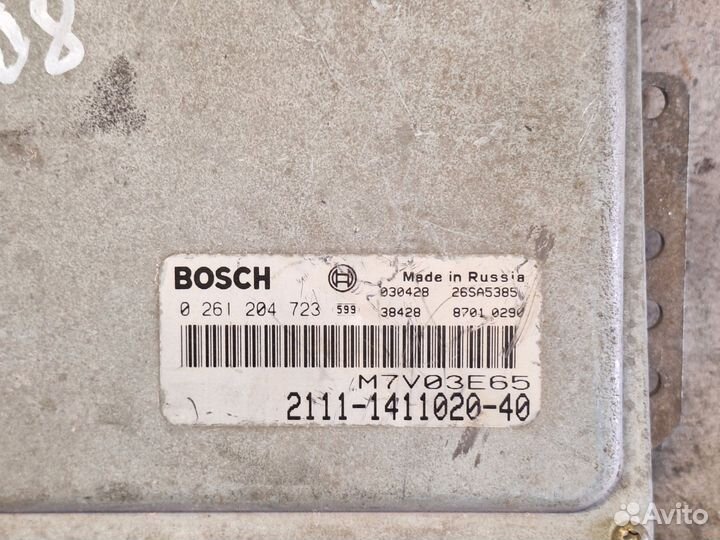 08
BOSCH
Made in Russia
030428 26SA5385
0 261 204 723 599 38428 8701 0290
M7V03E65
2111-1411020-40
Avito